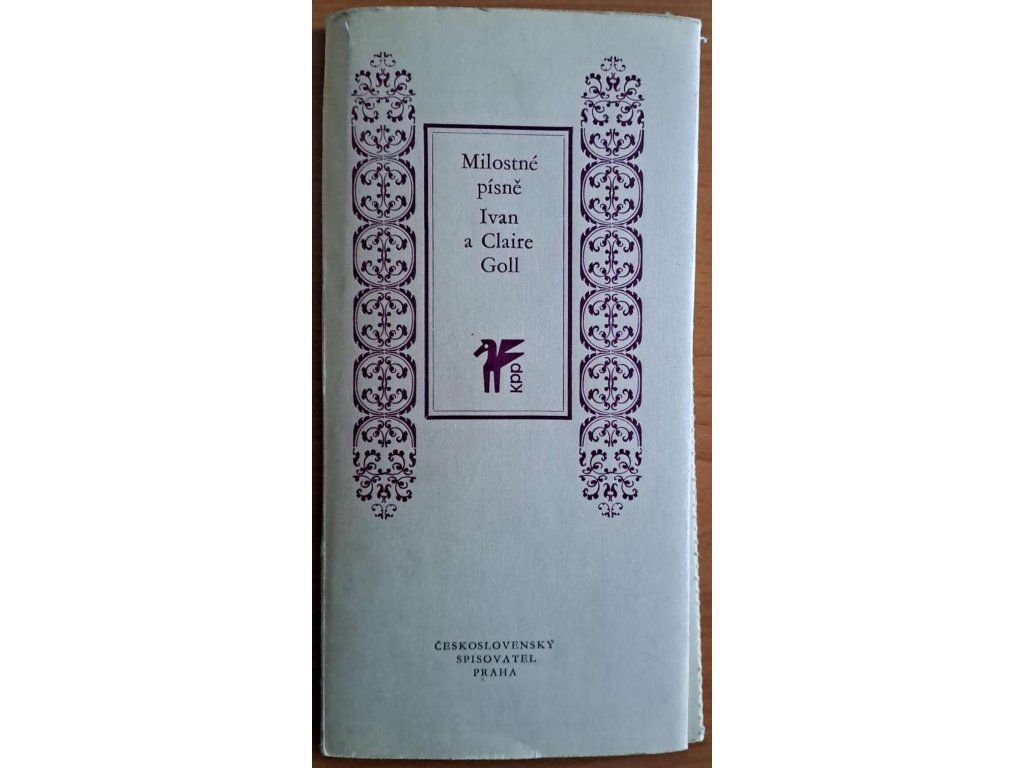 Milostné
písně
Ivan
a Claire
Goll
kpp
ČESKOSLOVENSKÝ
SPISOVATEL
PRAHA